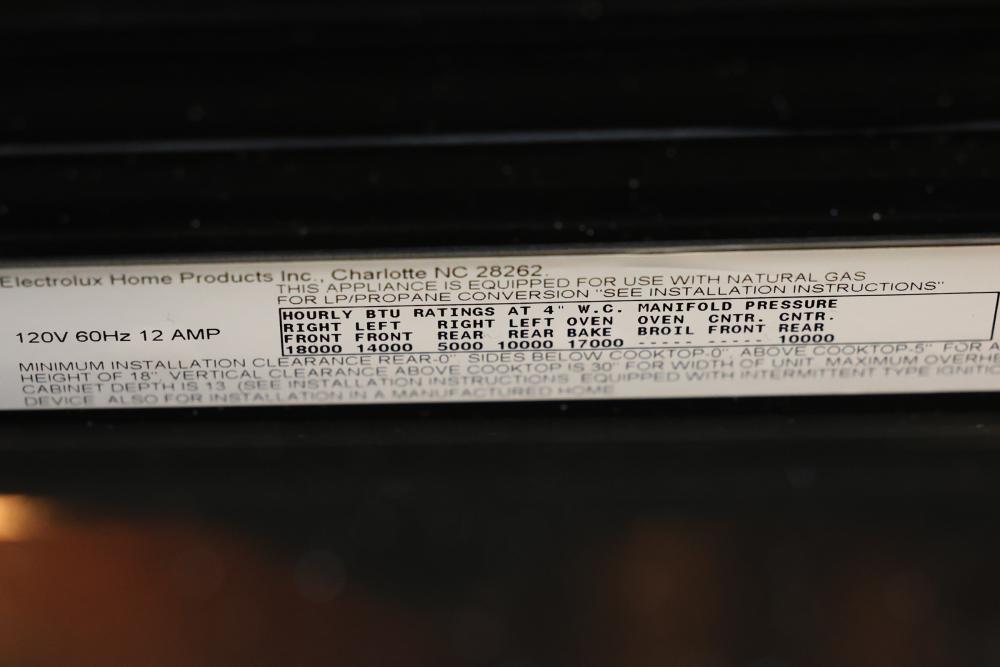 Electrolux Home Products Inc., Charlotte NC 28262.
THIS APPLIANCE IS EQUIPPED FOR USE WITH NATURAL GAS
FOR LP/PROPANE CONVERSION "SEE INSTALLATION INSTRUCTIONS"
120V 60Hz 12 AMP
HOURLY BTU RATINGS AT 4" W.C. MANIFOLD PRESSURE
RIGHT LEFT RIGHT LEFT OVEN OVEN CNTR. CNTR.
FRONT FRONT REAR REAR BAKE BROIL FRONT REAR
18000 14000 5000 10000 17000 ----- ----- 10000
MINIMUM INSTALLATION CLEARANCE REAR-0" SIDES BELOW COOKTOP-0", ABOVE COOKTOP-5" FOR A
HEIGHT OF 18", VERTICAL CLEARANCE ABOVE COOKTOP IS 30" FOR WIDTH OF UNIT, MAXIMUM OVERHE
CABINET DEPTH IS 13. (SEE INSTALLATION INSTRUCTIONS. EQUIPPED WITH INTERMITTENT TYPE IGNITIO
DEVICE. ALSO FOR INSTALLATION IN A MANUFACTURED HOME